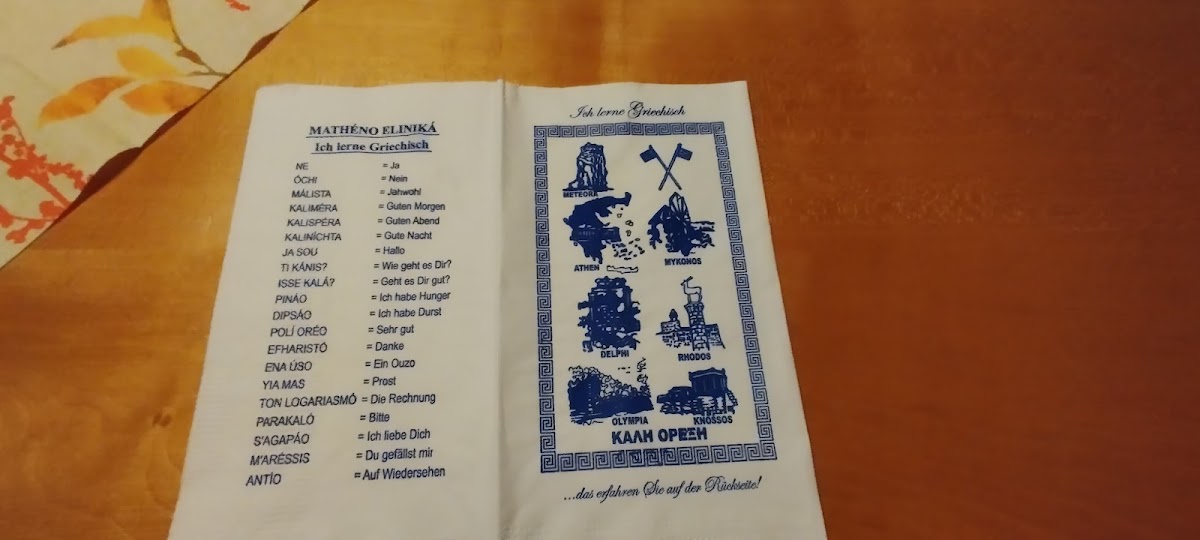 MATHÉNO ELINIKÁ
Ich lerne Griechisch
NE = Ja
ÓCHI = Nein
MÁLISTA = Jahwohl
KALIMÉRA = Guten Morgen
KALISPÉRA = Guten Abend
KALINÍCHTA = Gute Nacht
JA SOU = Hallo
TI KÁNIS? = Wie geht es Dir?
ISSE KALÁ? = Geht es Dir gut?
PINÁO = Ich habe Hunger
DIPSÁO = Ich habe Durst
POLÍ ORÉO = Sehr gut
EFHARISTÓ = Danke
ENA ÚSO = Ein Ouzo
YIA MAS = Prost
TON LOGARIASMÓ = Die Rechnung
PARAKALÓ = Bitte
S'AGAPÁO = Ich liebe Dich
M'ARÉSSIS = Du gefällst mir
ANTÍO = Auf Wiedersehen
Ich lerne Griechisch
METEORA
ATHEN MYKONOS
DELPHI RHODOS
OLYMPIA KNOSSOS
ΚΑΛΗ ΟΡΕΞΗ
...das erfahren Sie auf der Rückseite!